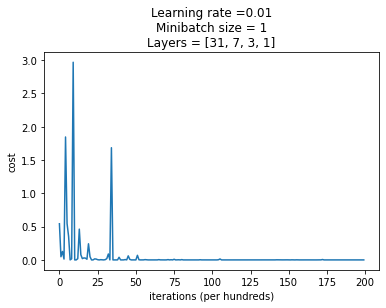 Learning rate =0.01
Minibatch size = 1
Layers = [31, 7, 3, 1]
3.0
2.5
2.0
1.5
1.0
0.5
0.0
cost
0 25 50 75 100 125 150 175 200
iterations (per hundreds)